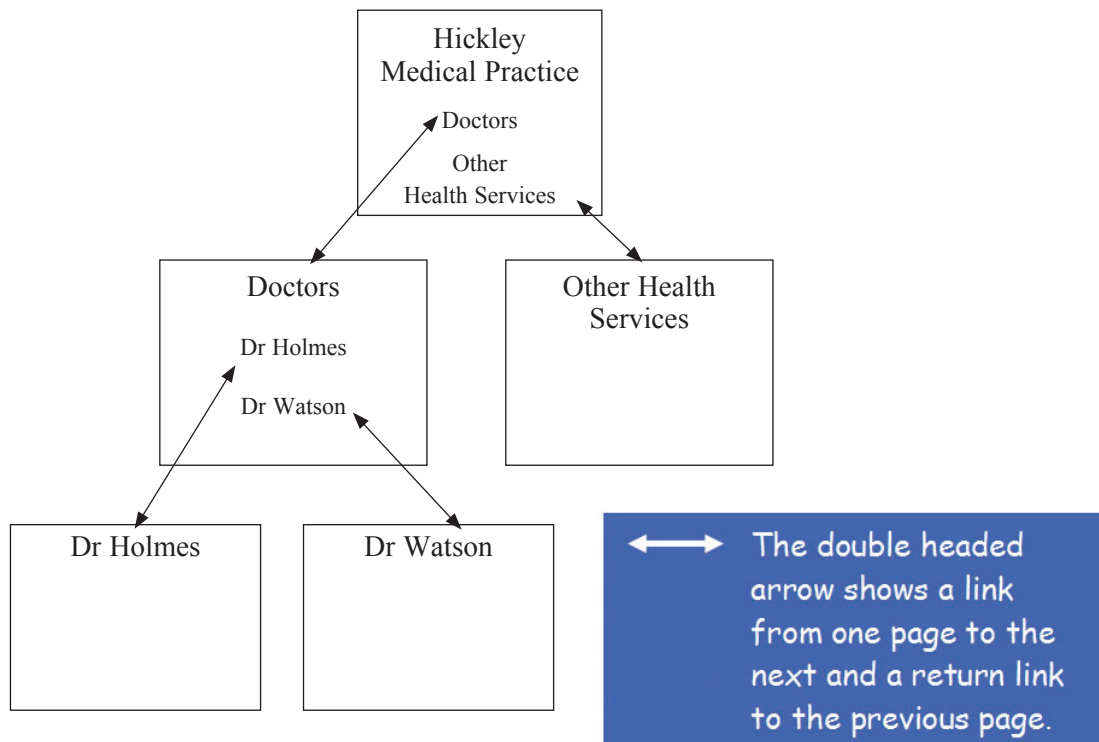 Hickley
Medical Practice
Doctors
Other
Health Services
Doctors
Dr Holmes
Dr Watson
Other Health
Services
Dr Holmes
Dr Watson
The double headed
arrow shows a link
from one page to the
next and a return link
to the previous page.